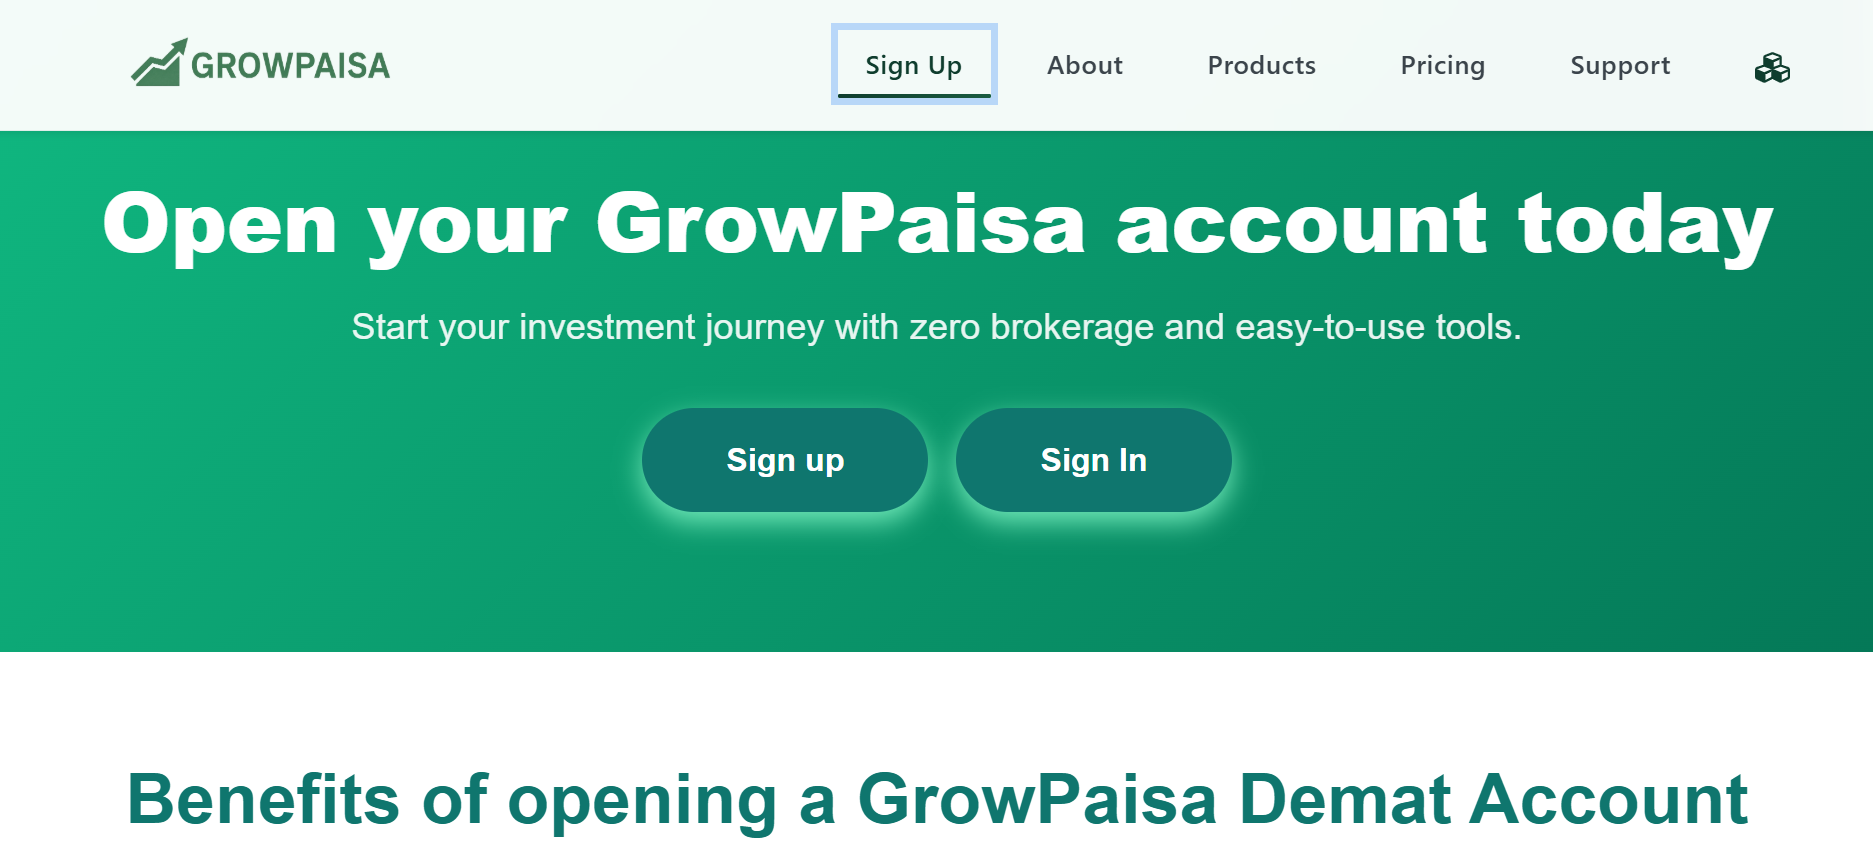 GROWPAISA
Sign Up
About
Products
Pricing
Support
Open your GrowPaisa account today
Start your investment journey with zero brokerage and easy-to-use tools.
Sign up
Sign In
Benefits of opening a GrowPaisa Demat Account